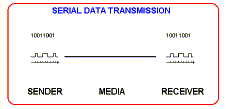 SERIAL DATA TRANSMISSION
10011001 10011001
SENDER MEDIA RECEIVER